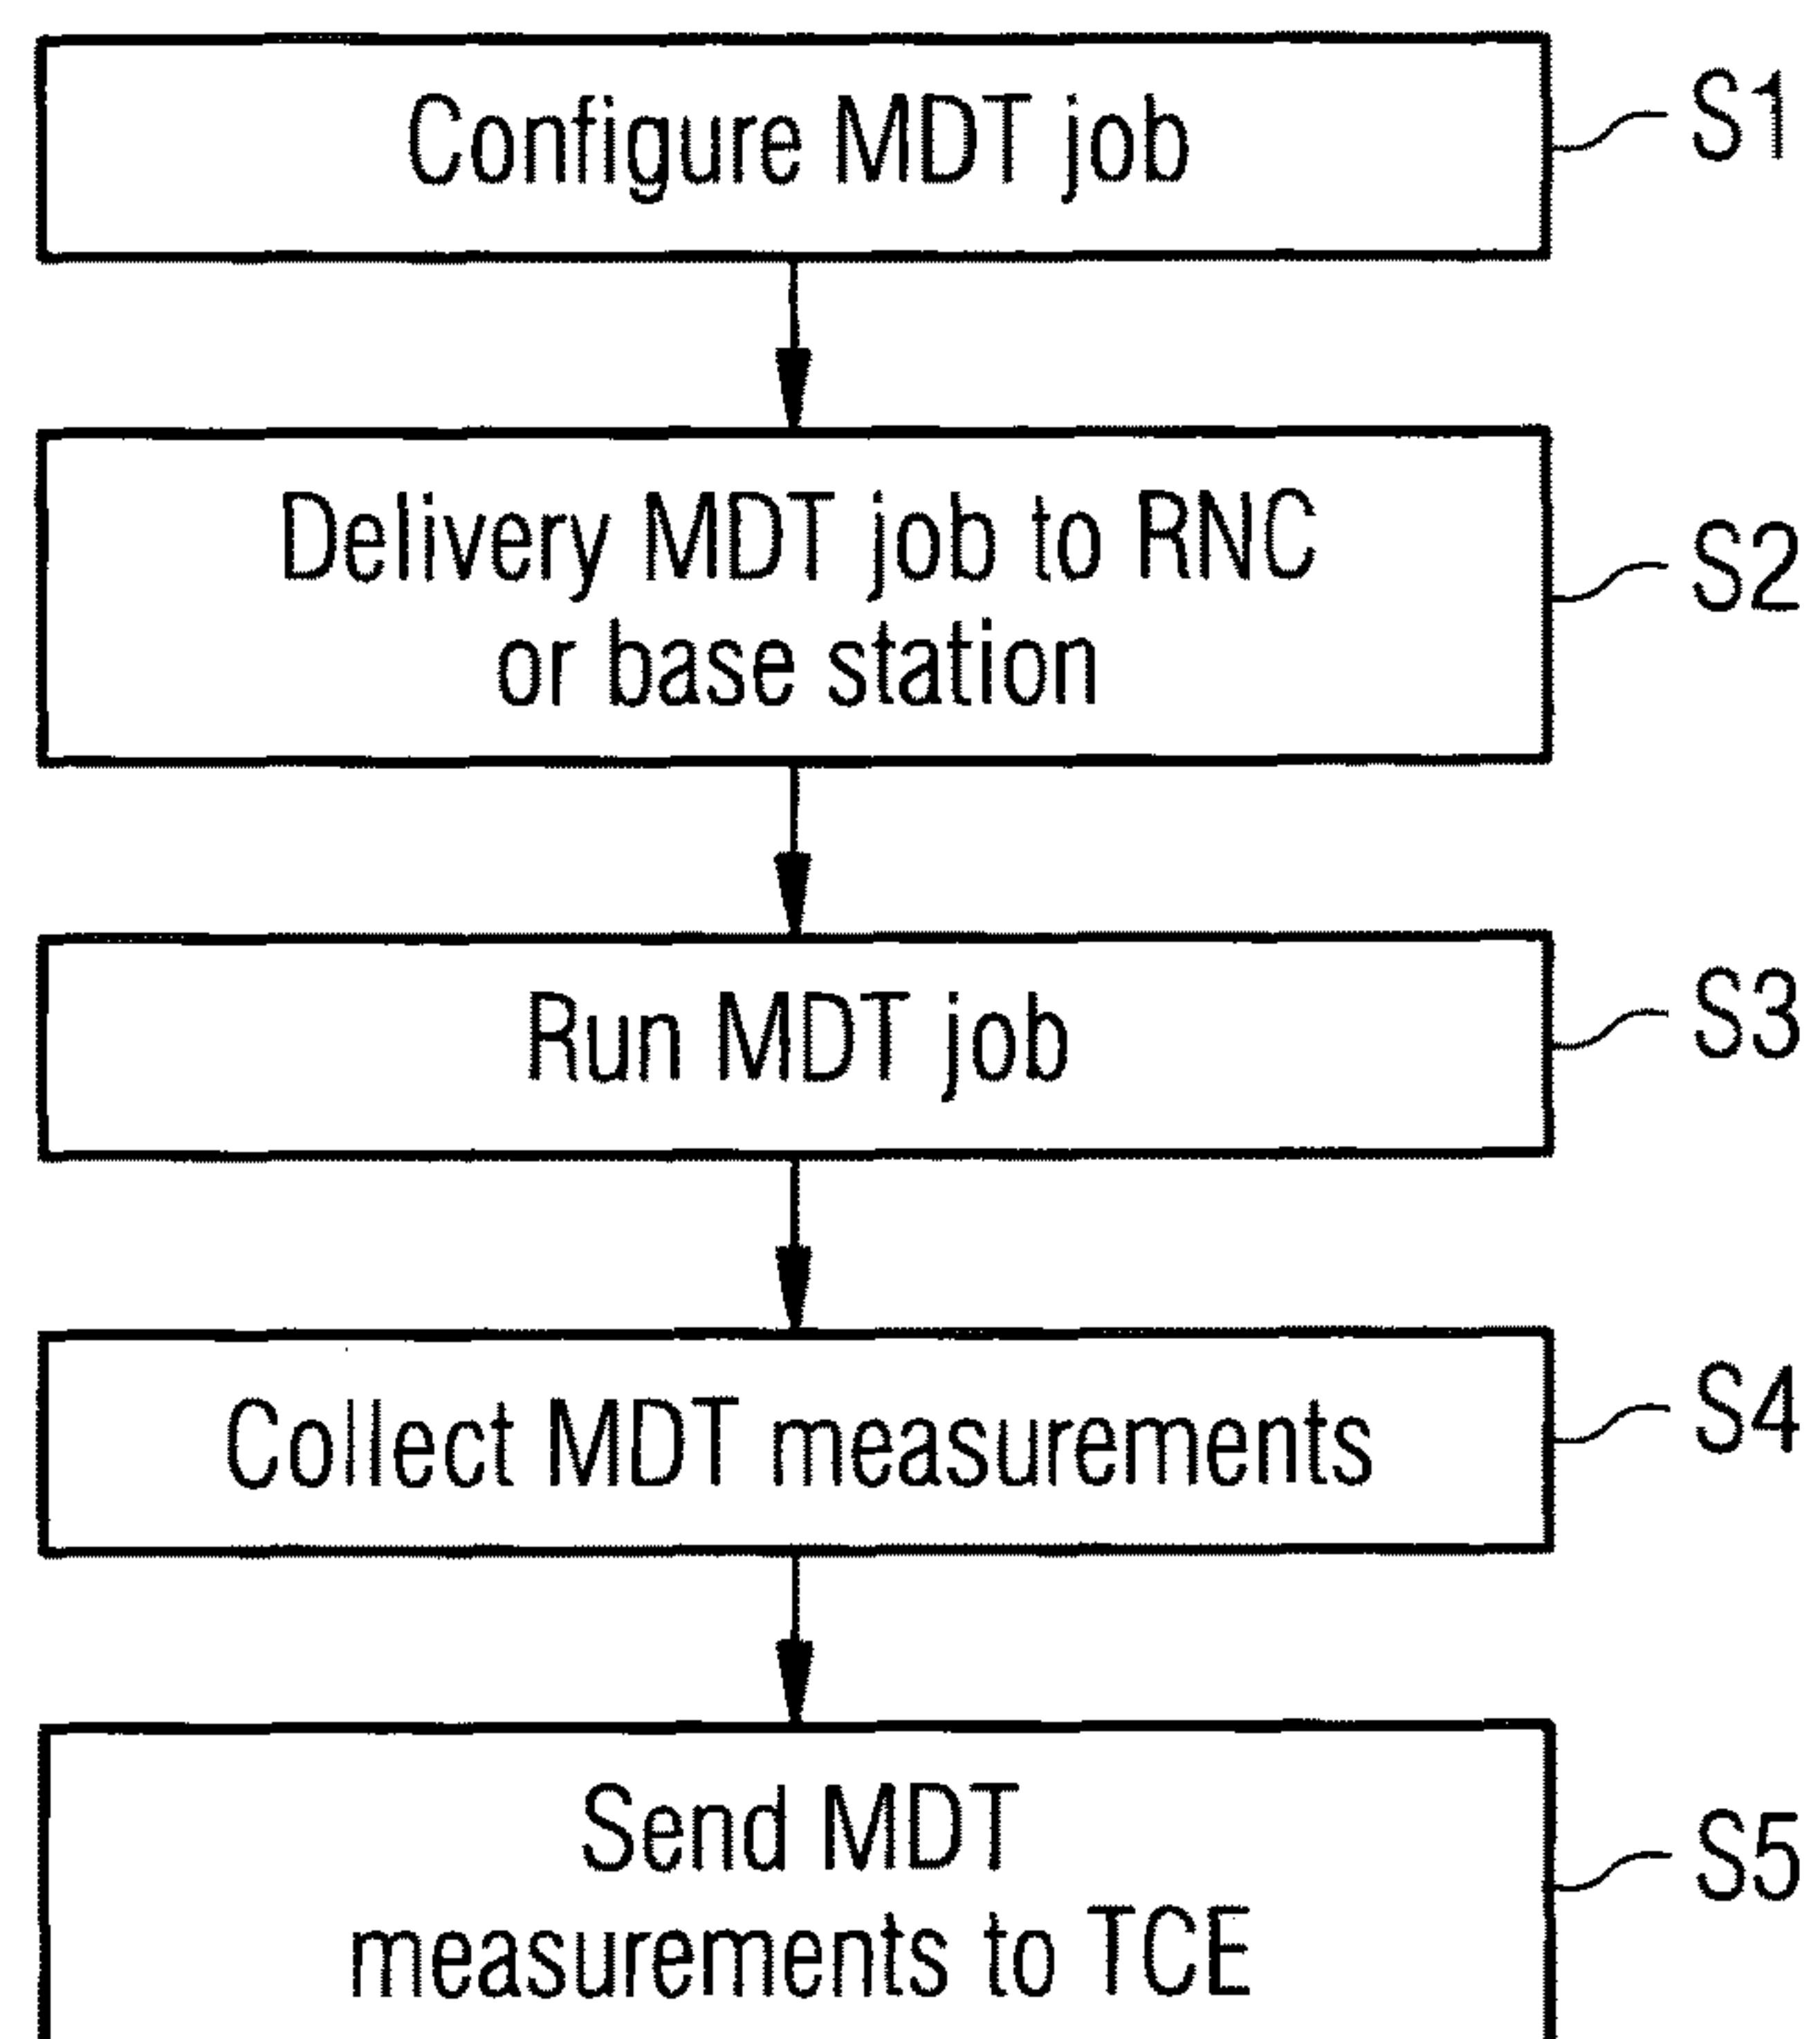 Configure MDT job
S1
Delivery MDT job to RNC
or base station
S2
Run MDT job
S3
Collect MDT measurements
S4
Send MDT
measurements to TCE
S5